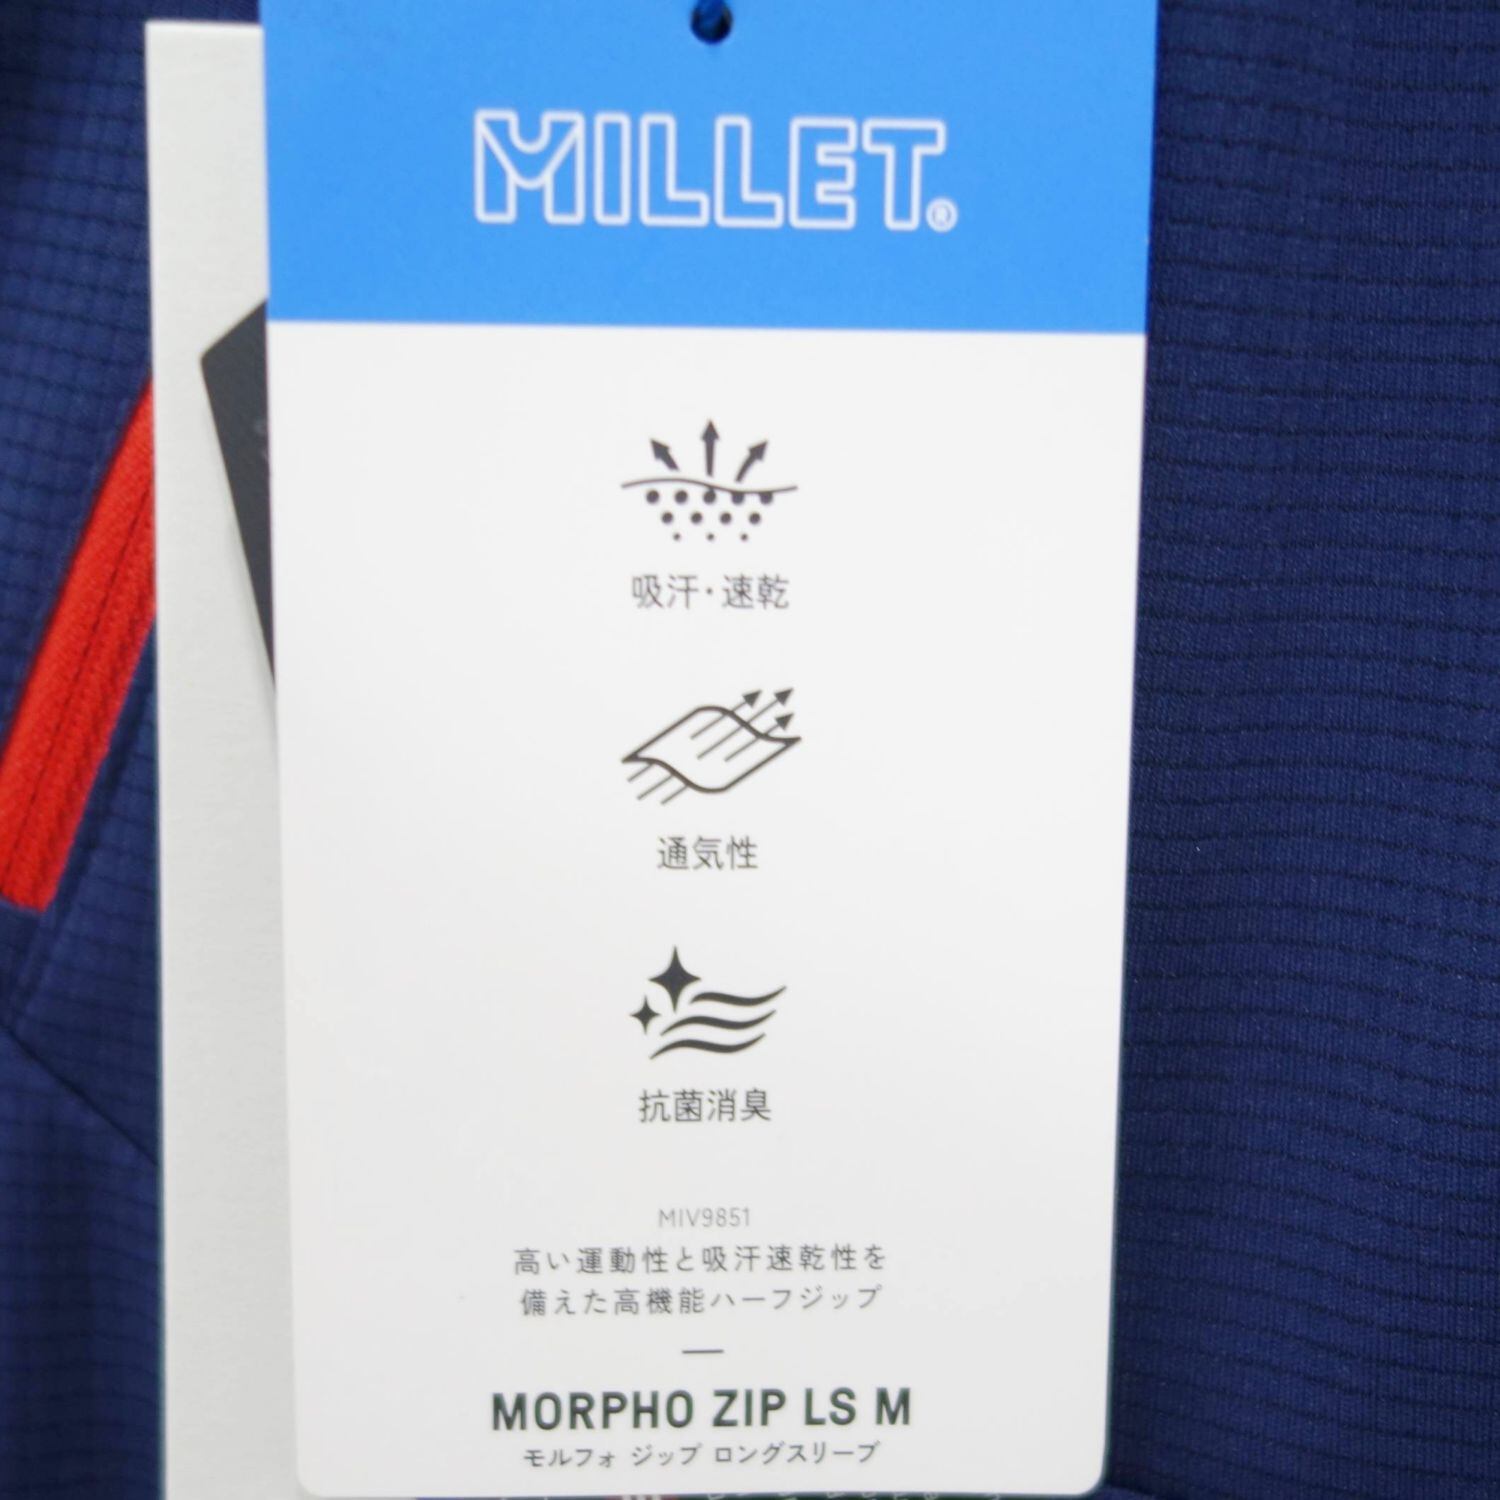 MILLET®
吸汗・速乾
通気性
抗菌消臭
MIV9851
高い運動性と吸汗速乾性を
備えた高機能ハーフジップ
—
MORPHO ZIP LS M
モルフォ ジップ ロングスリーブ